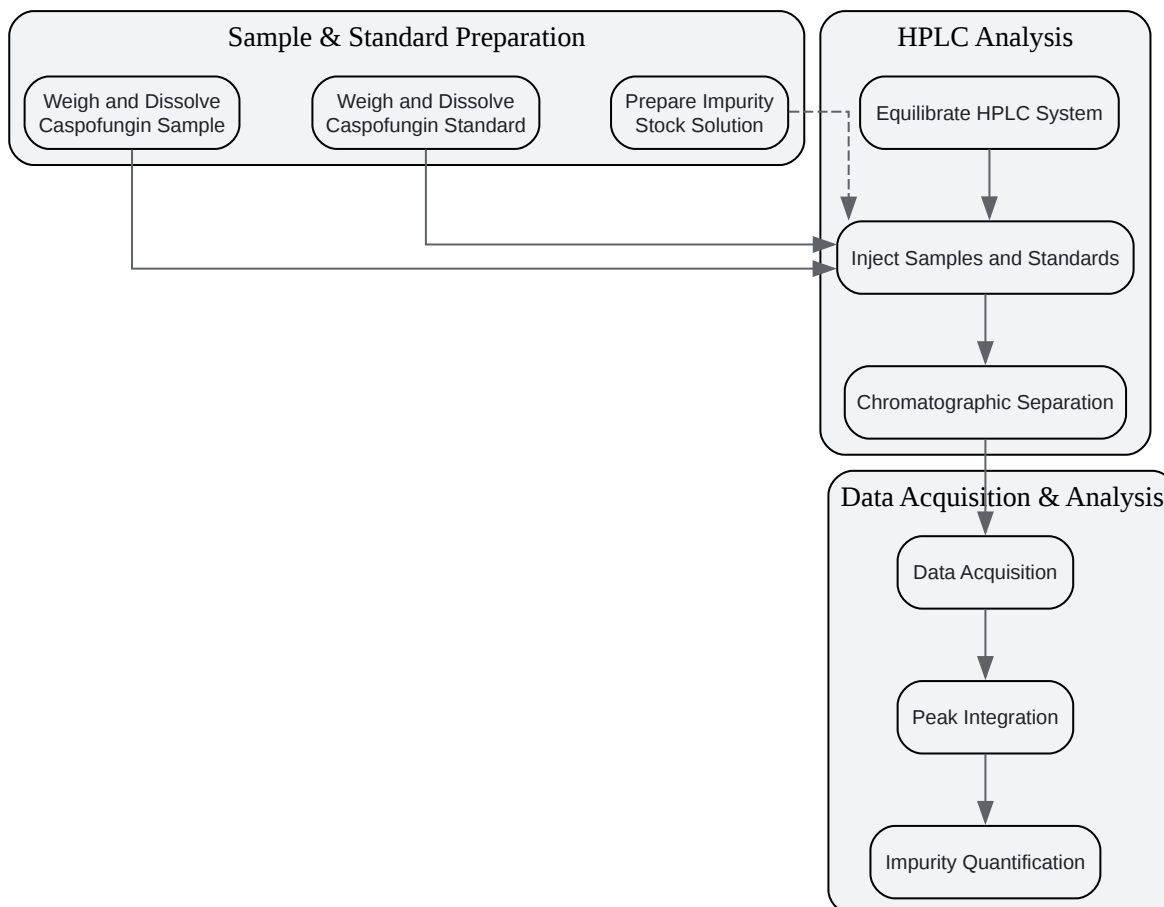 Sample & Standard Preparation
Weigh and Dissolve
Caspofungin Sample
Weigh and Dissolve
Caspofungin Standard
Prepare Impurity
Stock Solution
HPLC Analysis
Equilibrate HPLC System
Inject Samples and Standards
Chromatographic Separation
Data Acquisition & Analysis
Data Acquisition
Peak Integration
Impurity Quantification